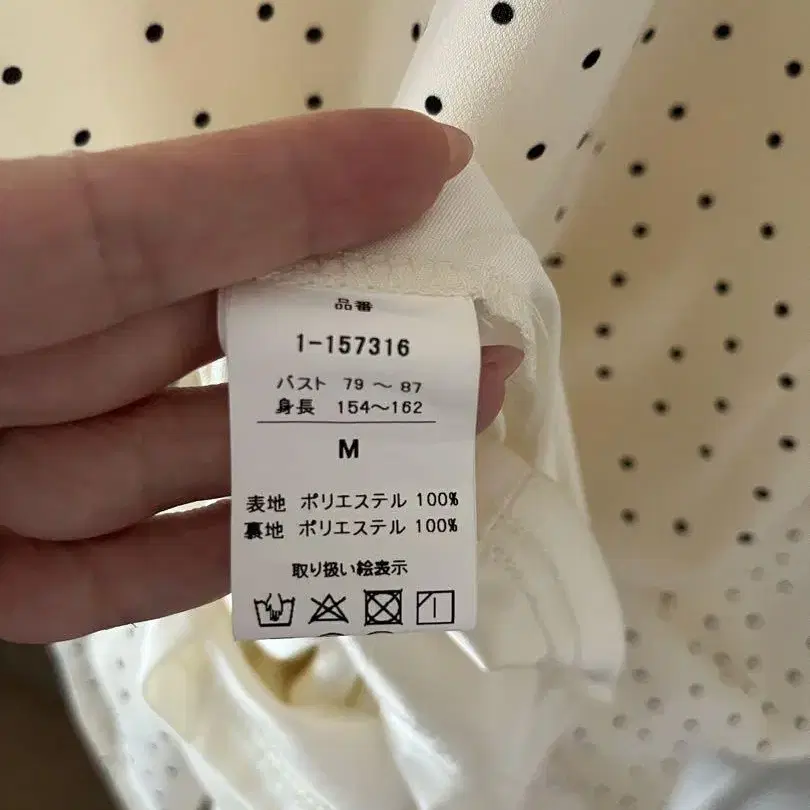 品番
1-157316
バスト 79～87
身長 154～162
M
表地 ポリエステル 100%
裏地 ポリエステル 100%
取り扱い絵表示